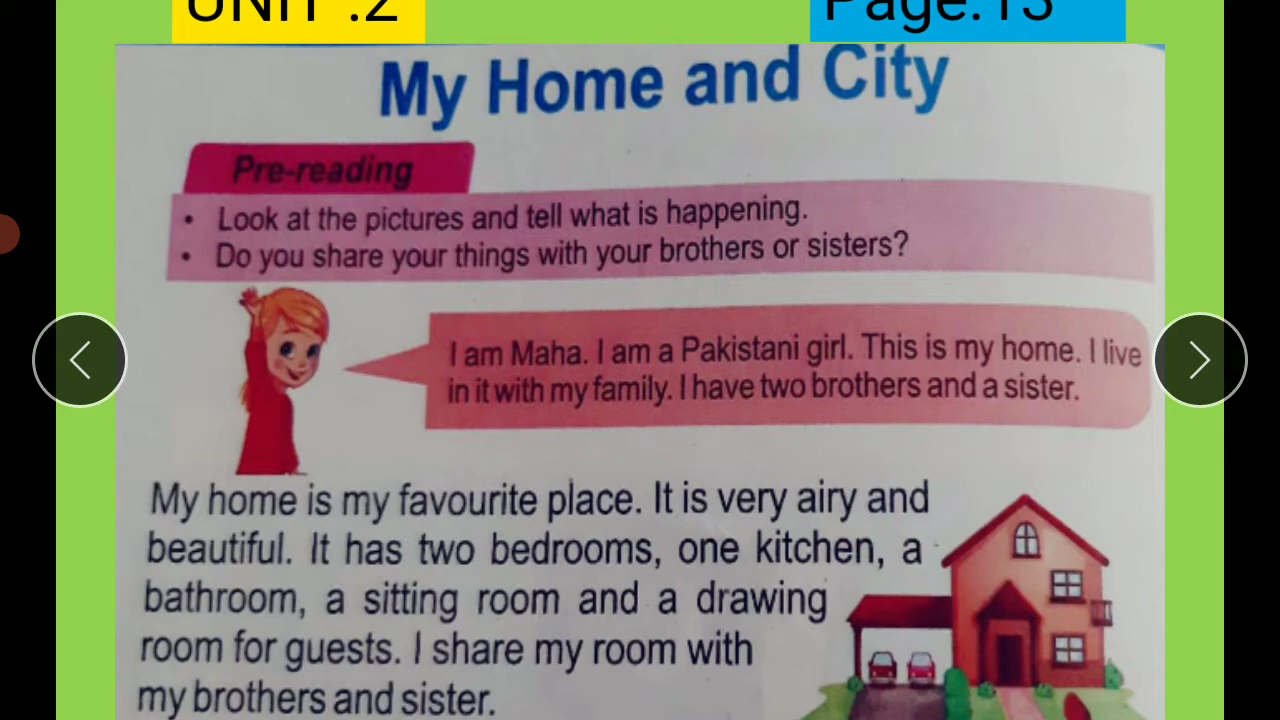 UNIT :2
Page:13
My Home and City
Pre-reading
• Look at the pictures and tell what is happening.
• Do you share your things with your brothers or sisters?
I am Maha. I am a Pakistani girl. This is my home. I live
in it with my family. I have two brothers and a sister.
My home is my favourite place. It is very airy and
beautiful. It has two bedrooms, one kitchen, a
bathroom, a sitting room and a drawing
room for guests. I share my room with
my brothers and sister.